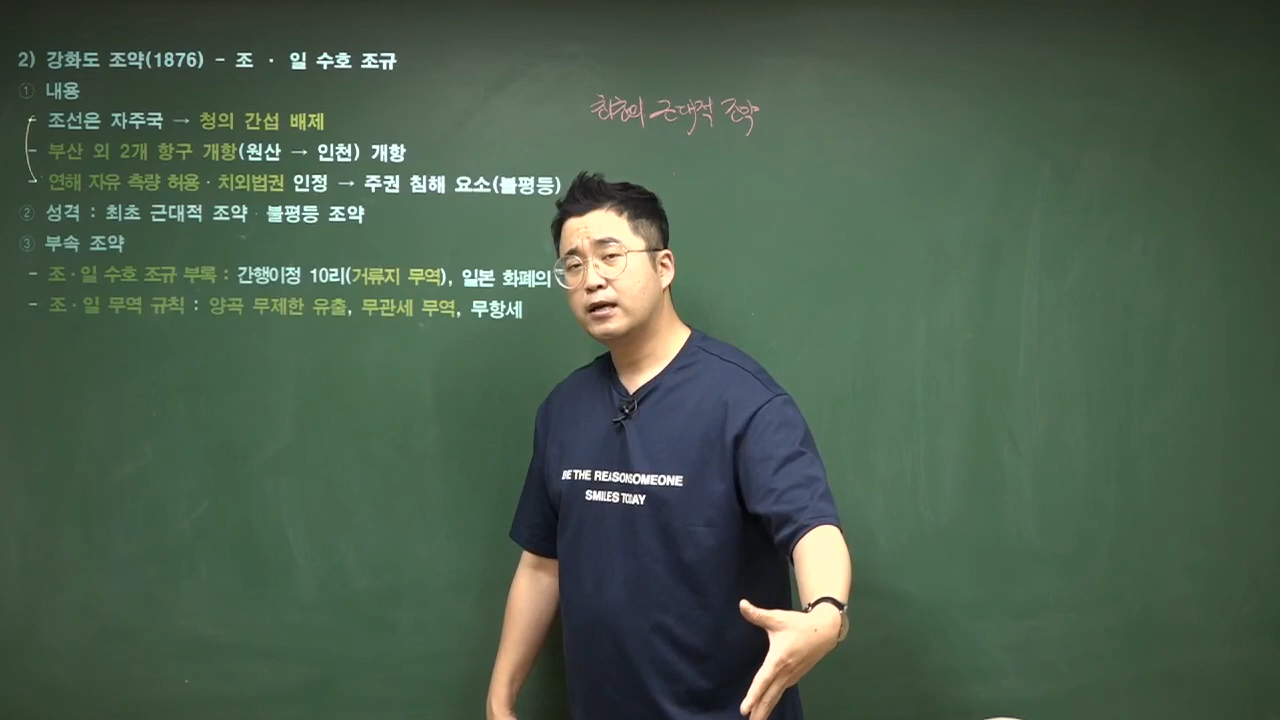 2) 강화도 조약(1876) - 조 · 일 수호 조규
① 내용
- 조선은 자주국 → 청의 간섭 배제
- 부산 외 2개 항구 개항(원산 → 인천) 개항
- 연해 자유 측량 허용 · 치외법권 인정 → 주권 침해 요소(불평등)
② 성격 : 최초 근대적 조약 · 불평등 조약
③ 부속 조약
- 조 · 일 수호 조규 부록 : 간행이정 10리(거류지 무역), 일본 화폐의
- 조 · 일 무역 규칙 : 양곡 무제한 유출, 무관세 무역, 무항세
최초의 근대적 조약
BE THE REASON SOMEONE
SMILES TODAY